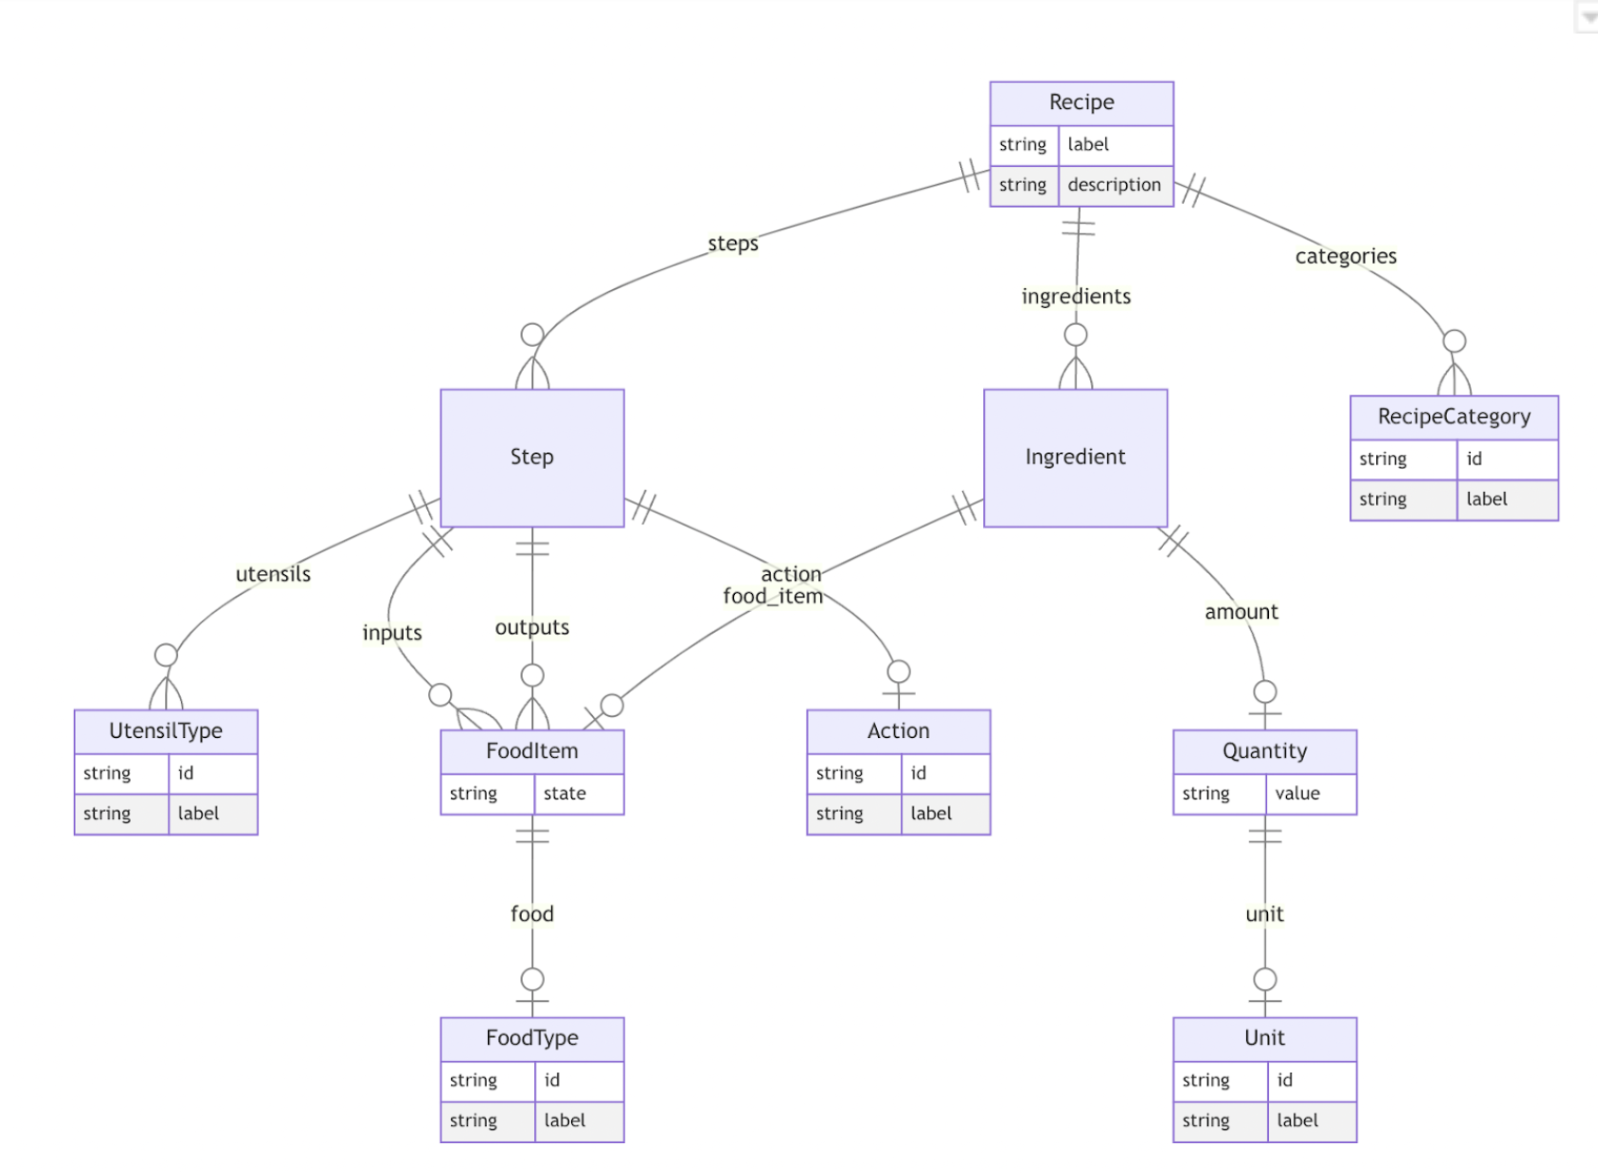 Recipe
string label
string description
steps
categories
ingredients
Step
Ingredient
RecipeCategory
string id
string label
utensils
action
food_item
amount
inputs
outputs
UtensilType
string id
string label
FoodItem
string state
Action
string id
string label
Quantity
string value
food
unit
FoodType
string id
string label
Unit
string id
string label